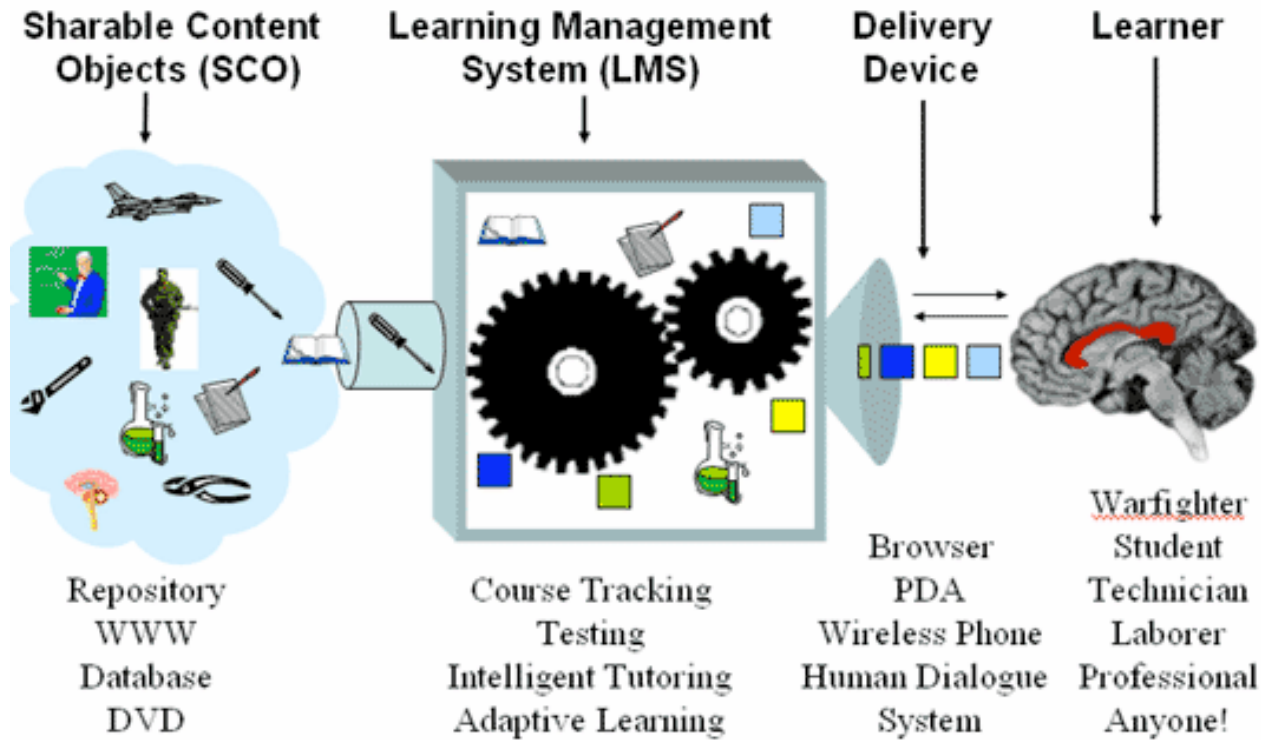 Sharable Content
Objects (SCO)
Learning Management
System (LMS)
Delivery
Device
Learner
Repository
WWW
Database
DVD
Course Tracking
Testing
Intelligent Tutoring
Adaptive Learning
Browser
PDA
Wireless Phone
Human Dialogue
System
Warfighter
Student
Technician
Laborer
Professional
Anyone!